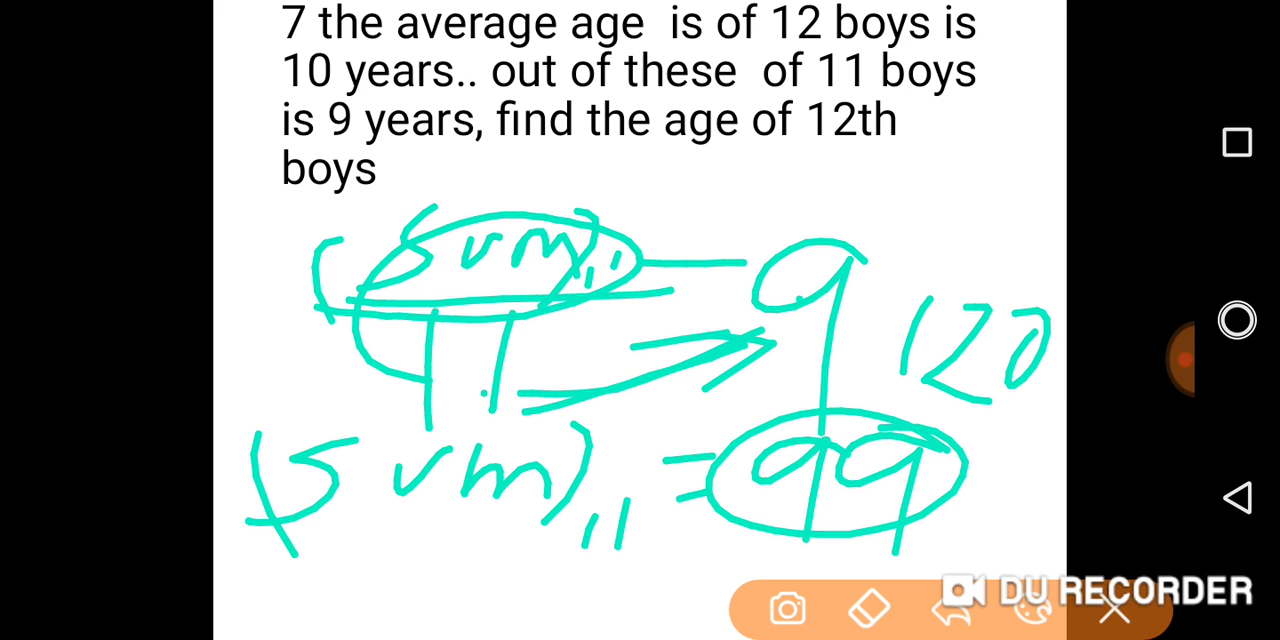 7 the average age is of 12 boys is
10 years.. out of these of 11 boys
is 9 years, find the age of 12th
boys
(Sum)11 — 9
11
120
(Sum)11 = 99
DU RECORDER